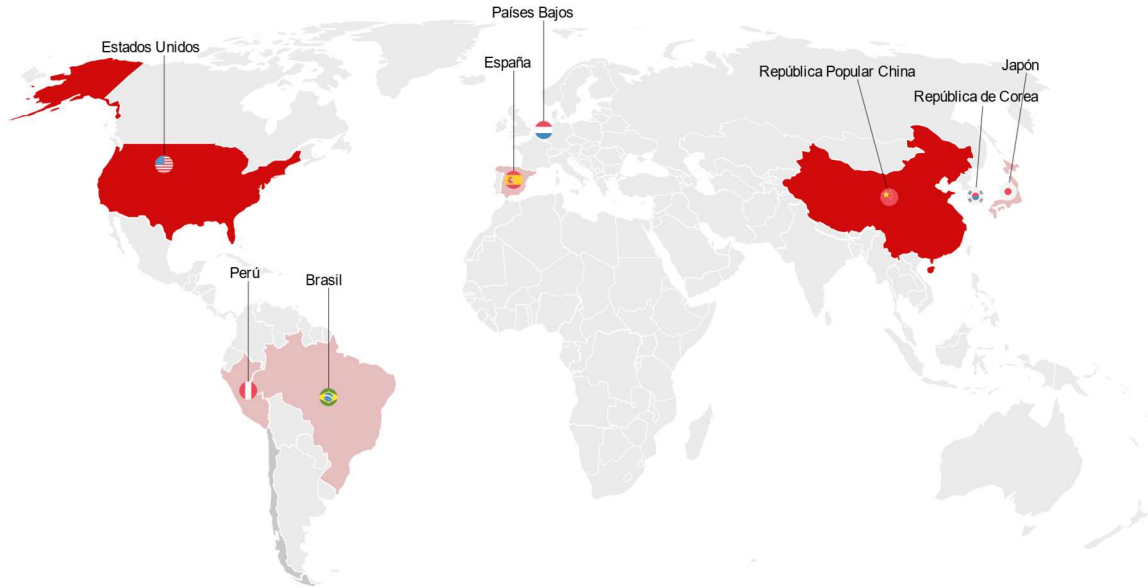 Países Bajos
Estados Unidos
España
Japón
República Popular China
República de Corea
Perú
Brasil